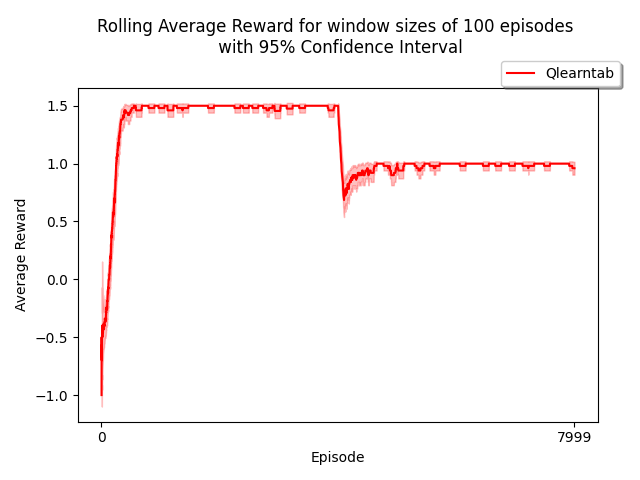 Rolling Average Reward for window sizes of 100 episodes
with 95% Confidence Interval
Qlearntab
1.5
1.0
0.5
0.0
−0.5
−1.0
Average Reward
0
7999
Episode